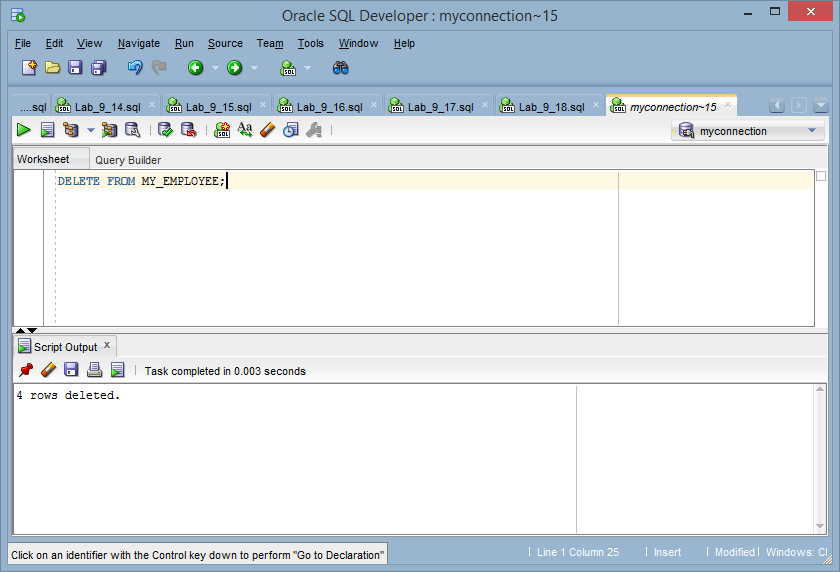 Oracle SQL Developer : myconnection~15
File Edit View Navigate Run Source Team Tools Window Help
....sql Lab_9_14.sql Lab_9_15.sql Lab_9_16.sql Lab_9_17.sql Lab_9_18.sql myconnection~15
myconnection
Worksheet Query Builder
DELETE FROM MY_EMPLOYEE;
Script Output x
Task completed in 0.003 seconds
4 rows deleted.
Click on an identifier with the Control key down to perform "Go to Declaration"
Line 1 Column 25 Insert Modified Windows: Cl